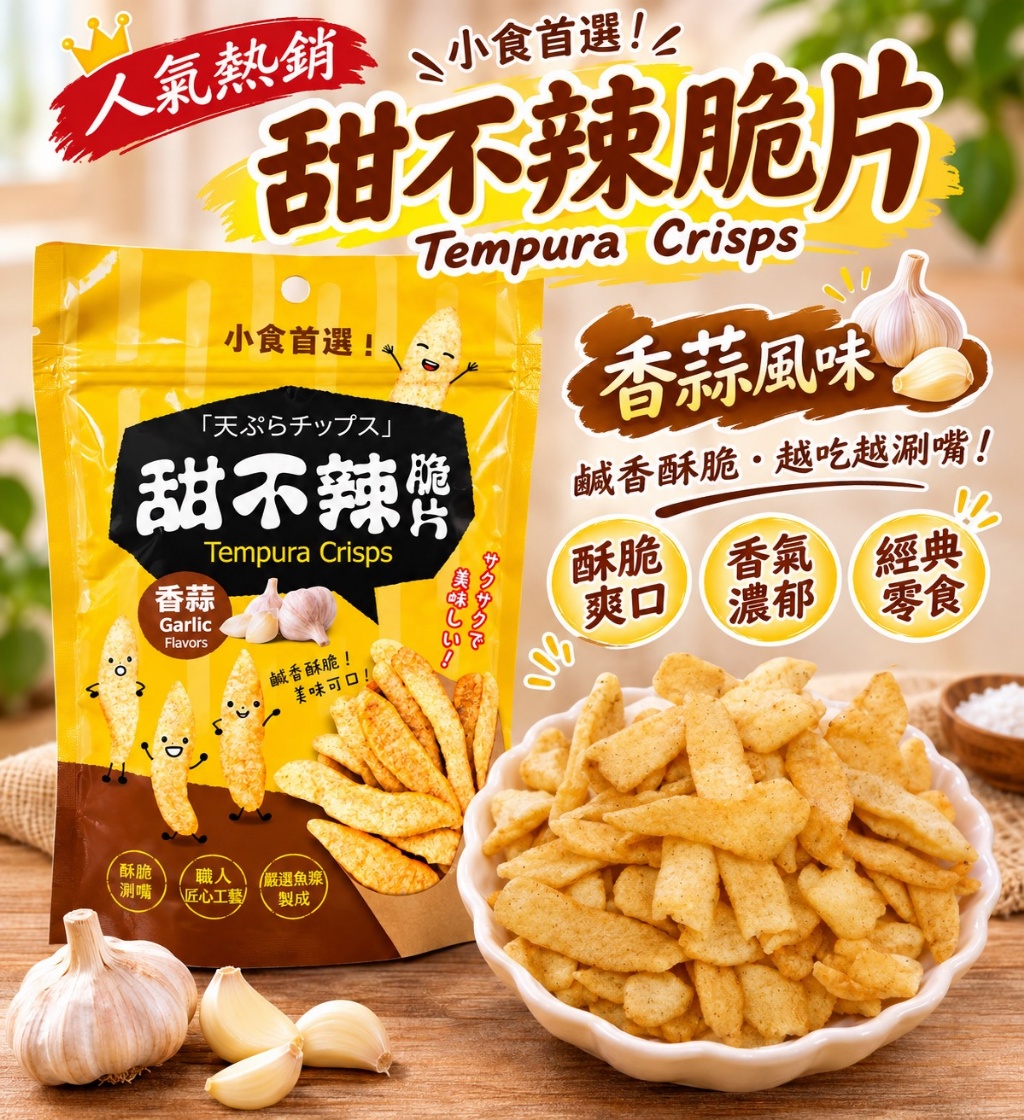 人氣熱銷
小食首選！
甜不辣脆片
Tempura Crisps
香蒜風味
鹹香酥脆・越吃越涮嘴！
酥脆
爽口
香氣
濃郁
經典
零食
小食首選！
「天ぷらチップス」
甜不辣脆片
Tempura Crisps
香蒜
Garlic
Flavors
サクサクで
美味しい！
鹹香酥脆！
美味可口！
酥脆
涮嘴
職人
匠心工藝
嚴選魚漿
製成